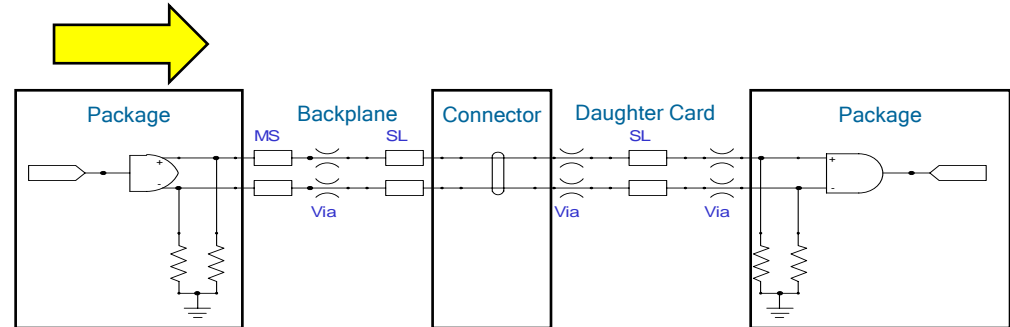 Package
Backplane
Connector
Daughter Card
Package
MS
SL
SL
+
-
+
-
Via
Via
Via